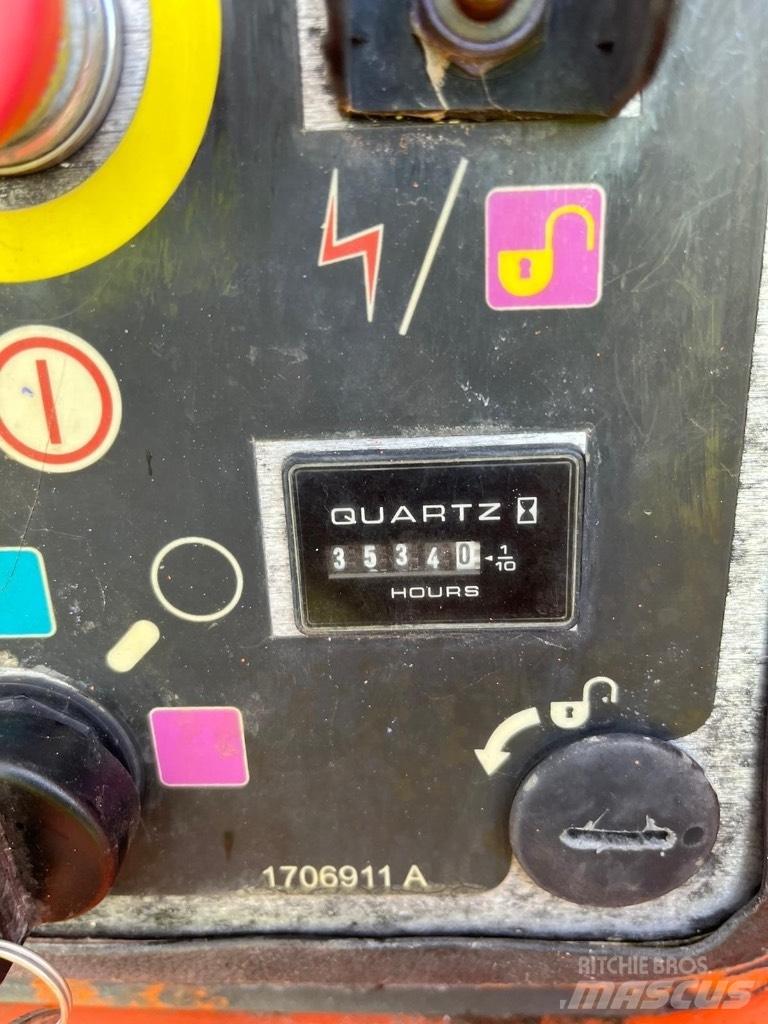 QUARTZ
35340 1/10
HOURS
1706911 A
RITCHIE BROS.
MASCUS